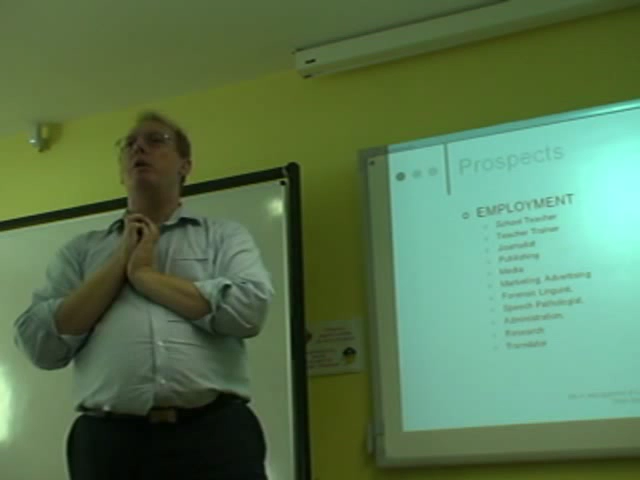 Prospects
EMPLOYMENT
School Teacher
Teacher Trainer
Journalist
Publishing
Media
Marketing, Advertising
Forensic Linguist,
Speech Pathologist,
Administration,
Research
Translator